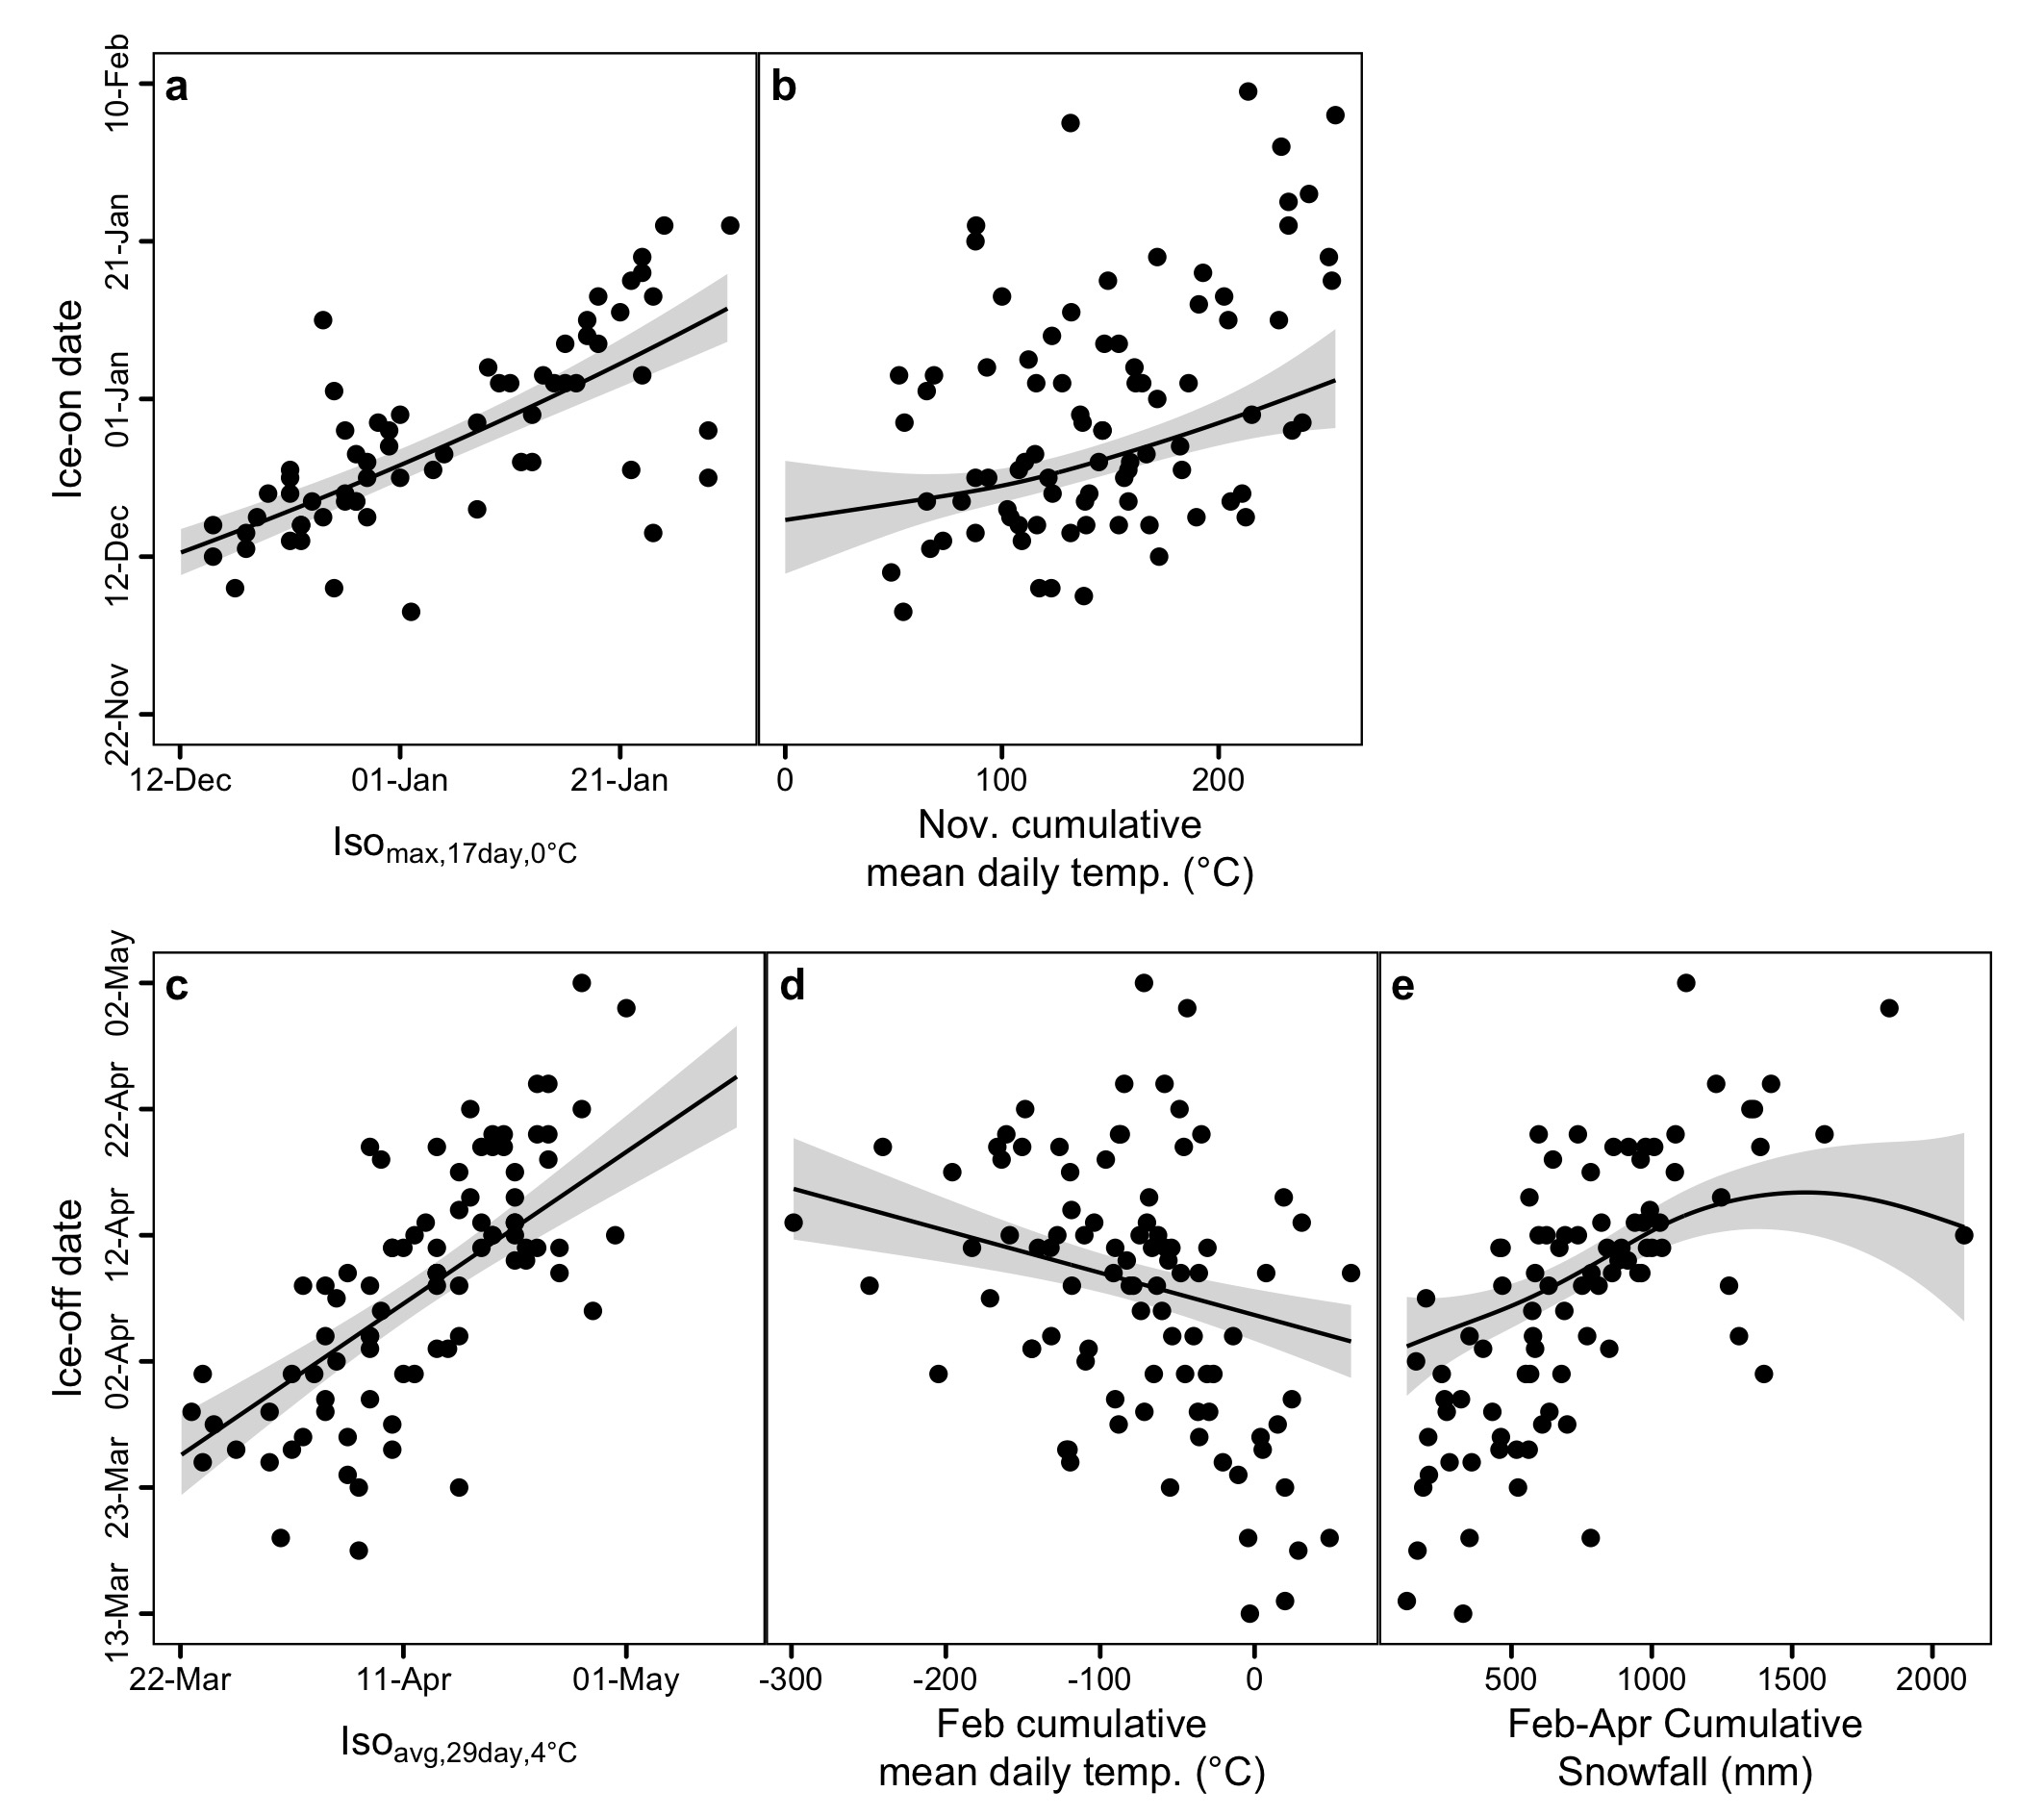 a
b
Ice-on date
10-Feb
21-Jan
01-Jan
12-Dec
22-Nov
12-Dec 01-Jan 21-Jan
0 100 200
Isomax,17day,0°C
Nov. cumulative
mean daily temp. (°C)
c
d
e
Ice-off date
02-May
22-Apr
12-Apr
02-Apr
23-Mar
13-Mar
22-Mar 11-Apr 01-May
-300 -200 -100 0
500 1000 1500 2000
Isoavg,29day,4°C
Feb cumulative
mean daily temp. (°C)
Feb-Apr Cumulative
Snowfall (mm)